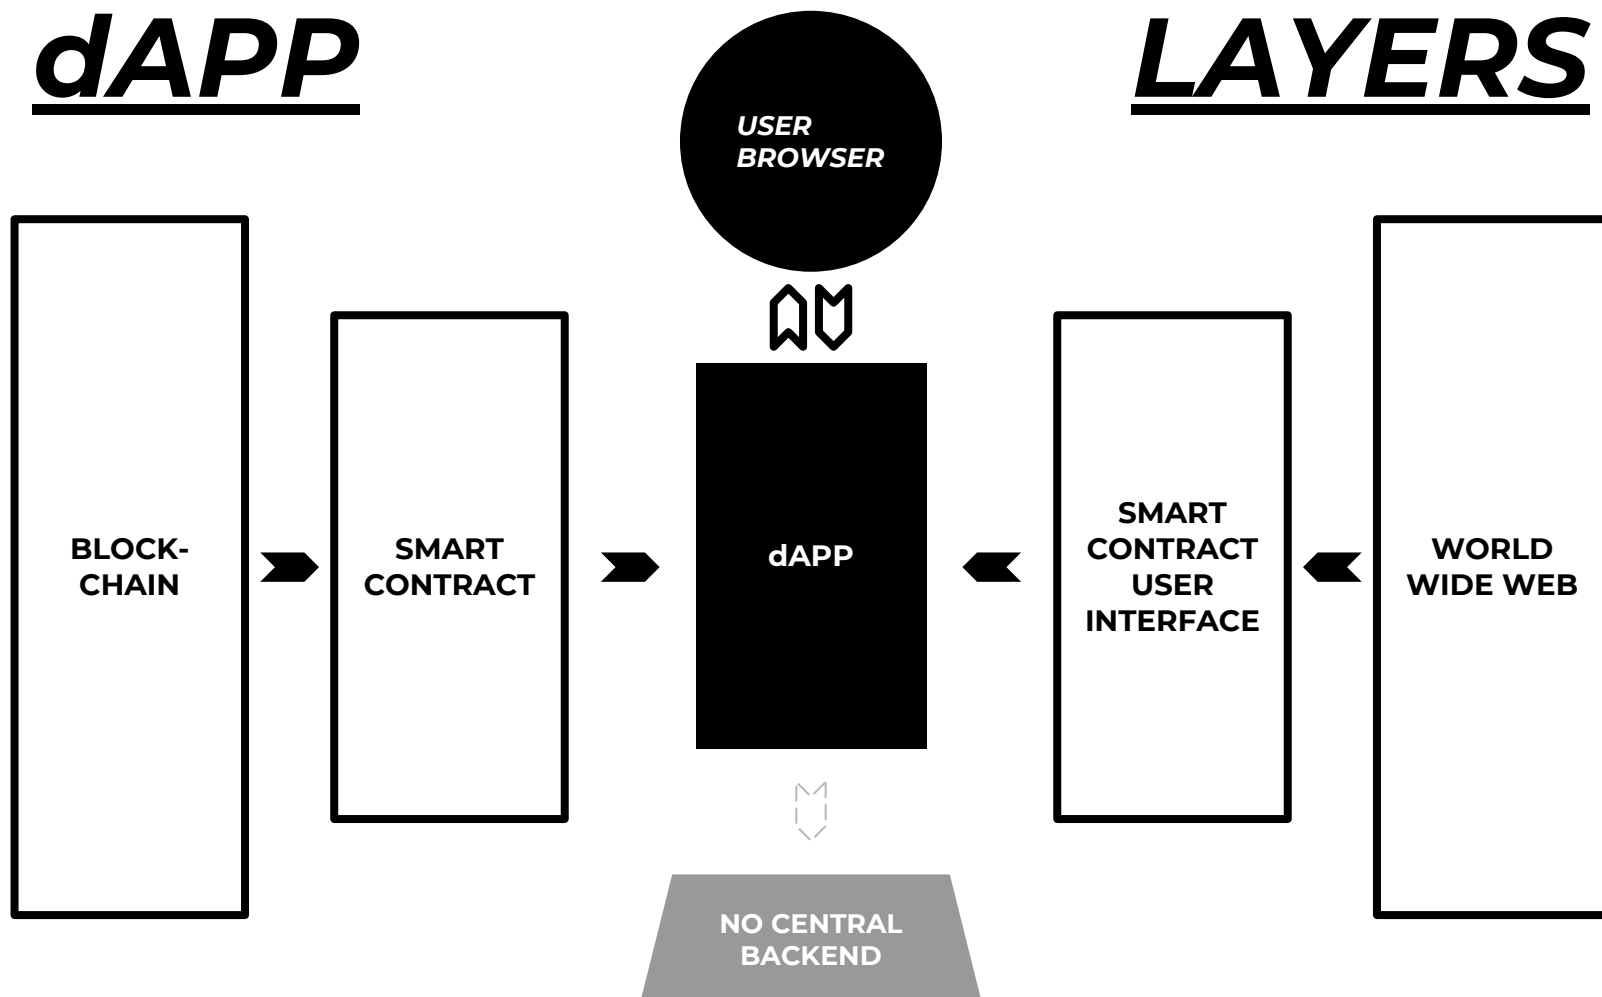 dAPP
LAYERS
USER
BROWSER
BLOCK-
CHAIN
SMART
CONTRACT
dAPP
SMART
CONTRACT
USER
INTERFACE
WORLD
WIDE WEB
NO CENTRAL
BACKEND